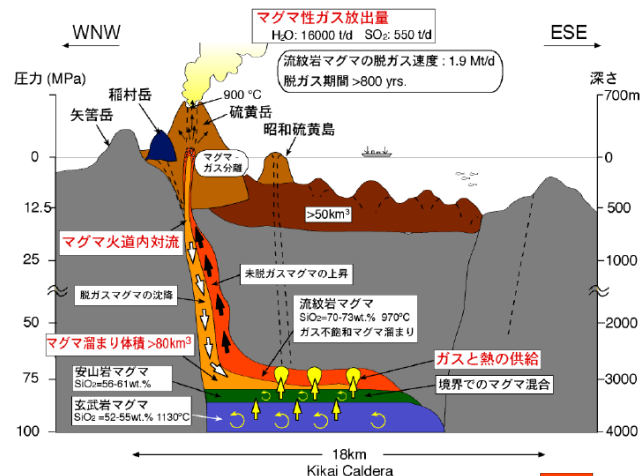 マグマ性ガス放出量
H₂O: 16000 t/d SO₂: 550 t/d
WNW
ESE
流紋岩マグマの脱ガス速度 : 1.9 Mt/d
脱ガス期間 >800 yrs.
圧力 (MPa)
深さ
900 °C
700m
稲村岳
硫黄岳
矢筈岳
昭和硫黄島
0
マグマ -
ガス分離
0
12.5
>50km³
500
マグマ火道内対流
25
未脱ガスマグマの上昇
1000
脱ガスマグマの沈降
流紋岩マグマ
SiO₂=70-73wt.% 970°C
ガス不飽和マグマ溜まり
50
2000
マグマ溜まり体積 >80km³
ガスと熱の供給
安山岩マグマ
SiO₂=56-61wt.%
75
境界でのマグマ混合
3000
玄武岩マグマ
SiO₂ =52-55wt.% 1130°C
100
4000
18km
Kikai Caldera